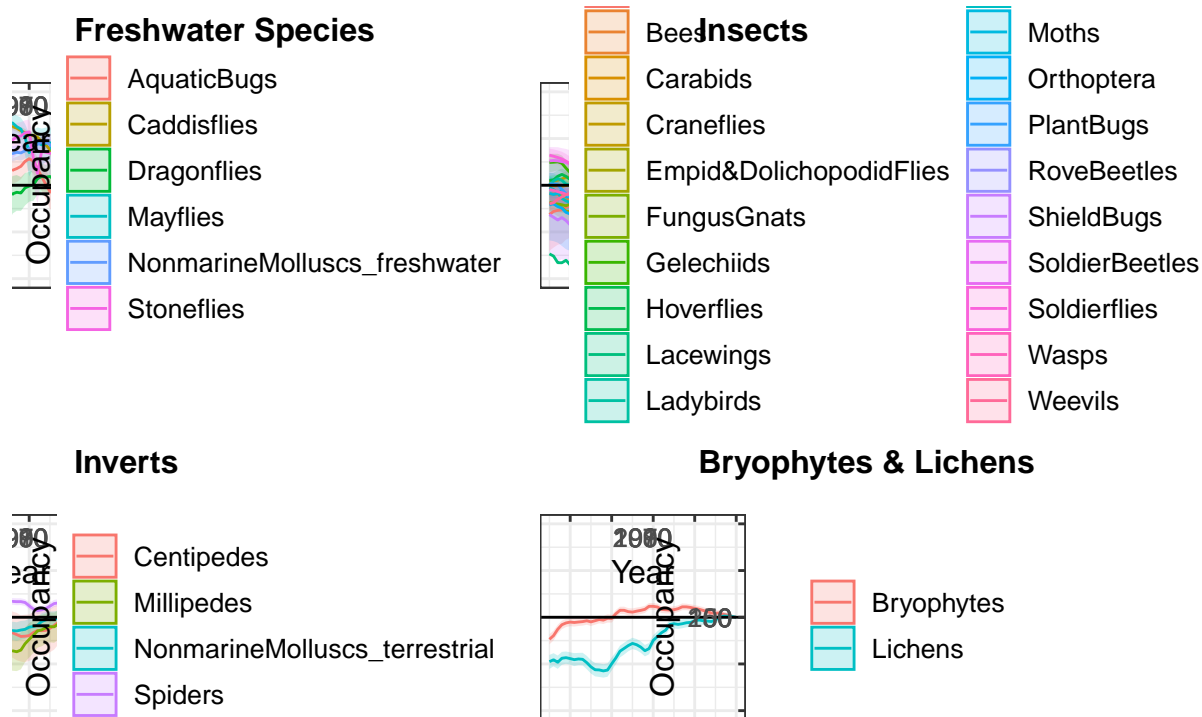 Freshwater Species
AquaticBugs
Caddisflies
Dragonflies
Mayflies
NonmarineMolluscs_freshwater
Stoneflies
Occupancy
Insects
Bees
Carabids
Craneflies
Empid&DolichopodidFlies
FungusGnats
Gelechiids
Hoverflies
Lacewings
Ladybirds
Moths
Orthoptera
PlantBugs
RoveBeetles
ShieldBugs
SoldierBeetles
Soldierflies
Wasps
Weevils
Inverts
Occupancy
Centipedes
Millipedes
NonmarineMolluscs_terrestrial
Spiders
Bryophytes & Lichens
Year
Occupancy
Bryophytes
Lichens